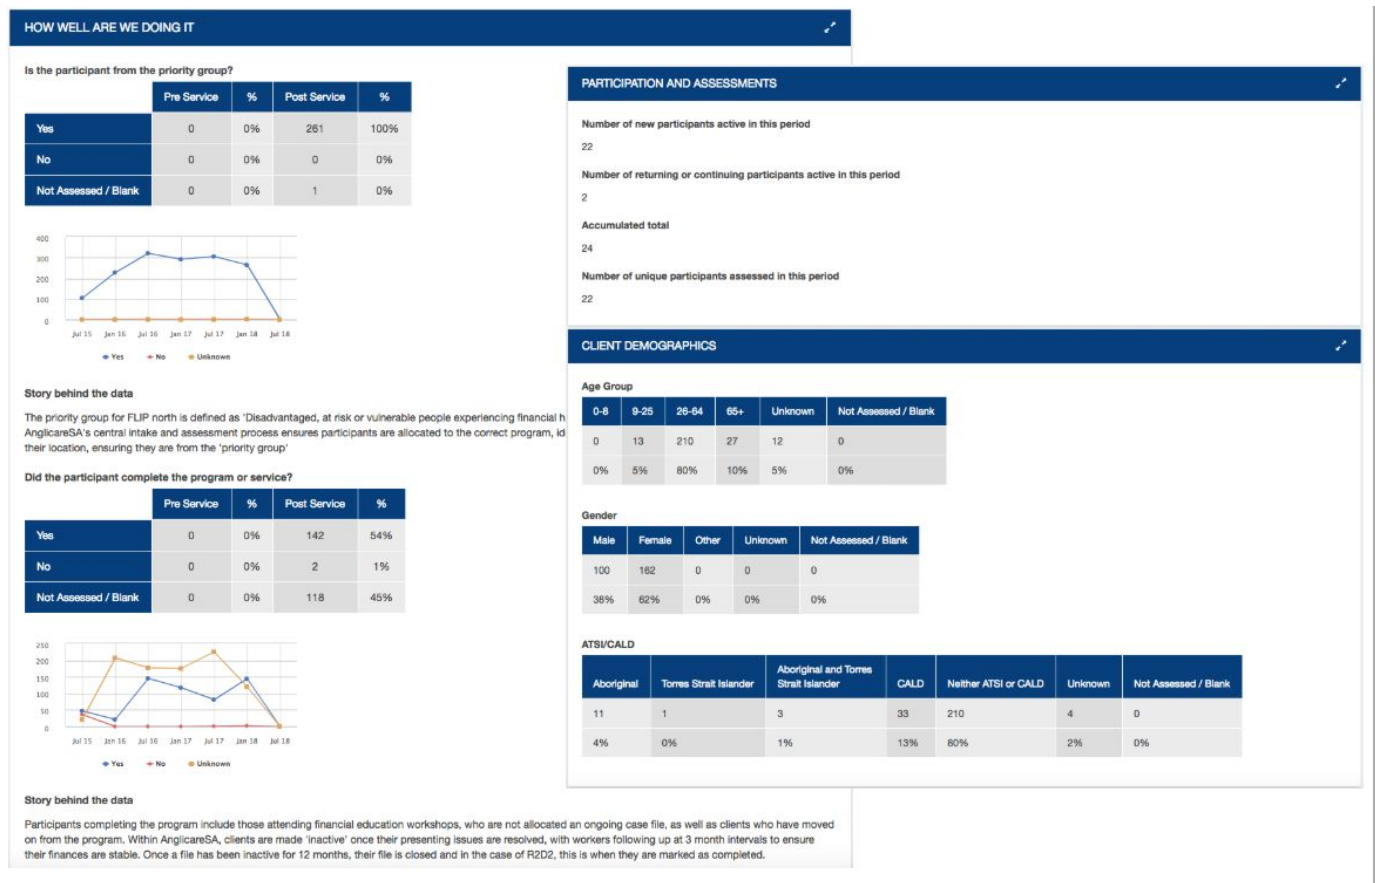 HOW WELL ARE WE DOING IT
Is the participant from the priority group?
Pre Service % Post Service %
Yes 0 0% 261 100%
No 0 0% 0 0%
Not Assessed / Blank 0 0% 1 0%
400
300
200
100
0
Jul 15 Jan 16 Jul 16 Jan 17 Jul 17 Jan 18 Jul 18
Yes No Unknown
Story behind the data
The priority group for FLIP north is defined as 'Disadvantaged, at risk or vulnerable people experiencing financial h
AnglicareSA's central intake and assessment process ensures participants are allocated to the correct program, id
their location, ensuring they are from the 'priority group'
Did the participant complete the program or service?
Pre Service % Post Service %
Yes 0 0% 142 54%
No 0 0% 2 1%
Not Assessed / Blank 0 0% 118 45%
250
200
150
100
50
0
Jul 15 Jan 16 Jul 16 Jan 17 Jul 17 Jan 18 Jul 18
Yes No Unknown
Story behind the data
Participants completing the program include those attending financial education workshops, who are not allocated an ongoing case file, as well as clients who have moved
on from the program. Within AnglicareSA, clients are made 'inactive' once their presenting issues are resolved, with workers following up at 3 month intervals to ensure
their finances are stable. Once a file has been inactive for 12 months, their file is closed and in the case of R2D2, this is when they are marked as completed.
PARTICIPATION AND ASSESSMENTS
Number of new participants active in this period
22
Number of returning or continuing participants active in this period
2
Accumulated total
24
Number of unique participants assessed in this period
22
CLIENT DEMOGRAPHICS
Age Group
0-8 9-25 26-64 65+ Unknown Not Assessed / Blank
0 13 210 27 12 0
0% 5% 80% 10% 5% 0%
Gender
Male Female Other Unknown Not Assessed / Blank
100 162 0 0 0
38% 62% 0% 0% 0%
ATSI/CALD
Aboriginal Torres Strait Islander Aboriginal and Torres Strait Islander CALD Neither ATSI or CALD Unknown Not Assessed / Blank
11 1 3 33 210 4 0
4% 0% 1% 13% 80% 2% 0%